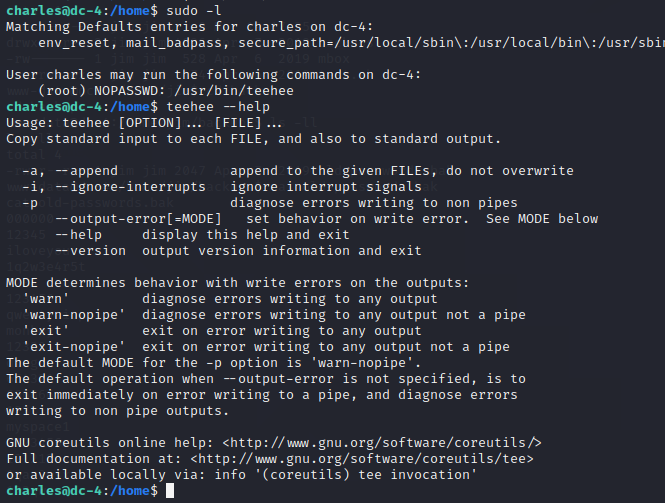 charles@dc-4:/home$ sudo -l
Matching Defaults entries for charles on dc-4:
    env_reset, mail_badpass, secure_path=/usr/local/sbin\:/usr/local/bin\:/usr/sbin

User charles may run the following commands on dc-4:
    (root) NOPASSWD: /usr/bin/teehee
charles@dc-4:/home$ teehee --help
Usage: teehee [OPTION]... [FILE]...
Copy standard input to each FILE, and also to standard output.

  -a, --append              append to the given FILEs, do not overwrite
  -i, --ignore-interrupts   ignore interrupt signals
  -p                        diagnose errors writing to non pipes
      --output-error[=MODE]   set behavior on write error.  See MODE below
      --help     display this help and exit
      --version  output version information and exit

MODE determines behavior with write errors on the outputs:
  'warn'         diagnose errors writing to any output
  'warn-nopipe'  diagnose errors writing to any output not a pipe
  'exit'         exit on error writing to any output
  'exit-nopipe'  exit on error writing to any output not a pipe
The default MODE for the -p option is 'warn-nopipe'.
The default operation when --output-error is not specified, is to
exit immediately on error writing to a pipe, and diagnose errors
writing to non pipe outputs.

GNU coreutils online help: <http://www.gnu.org/software/coreutils/>
Full documentation at: <http://www.gnu.org/software/coreutils/tee>
or available locally via: info '(coreutils) tee invocation'
charles@dc-4:/home$